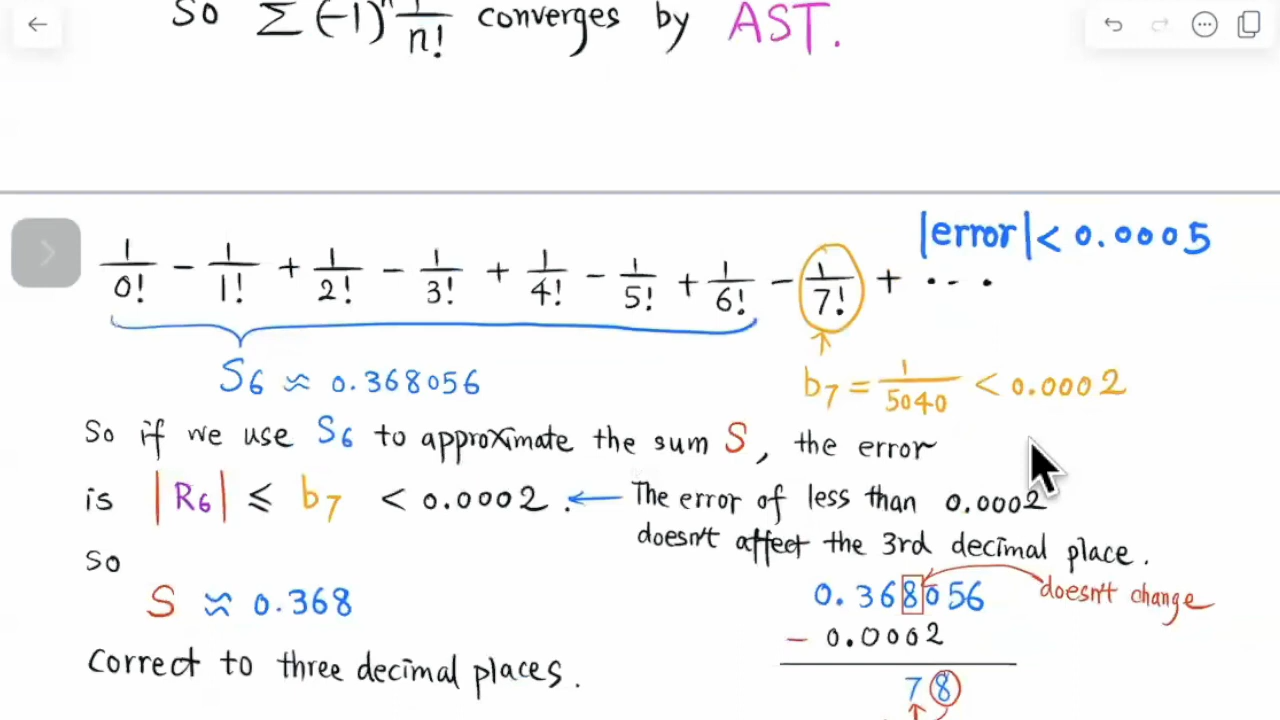 So Σ (-1)ⁿ 1/n! converges by AST.
|error| < 0.0005
1/0! - 1/1! + 1/2! - 1/3! + 1/4! - 1/5! + 1/6! - 1/7! + ...
S₆ ≈ 0.368056
b₇ = 1/5040 < 0.0002
So if we use S₆ to approximate the sum S, the error
is |R₆| ≤ b₇ < 0.0002. ← The error of less than 0.0002
doesn't affect the 3rd decimal place.
So
0.368056 doesn't change
S ≈ 0.368
- 0.0002
Correct to three decimal places.
78